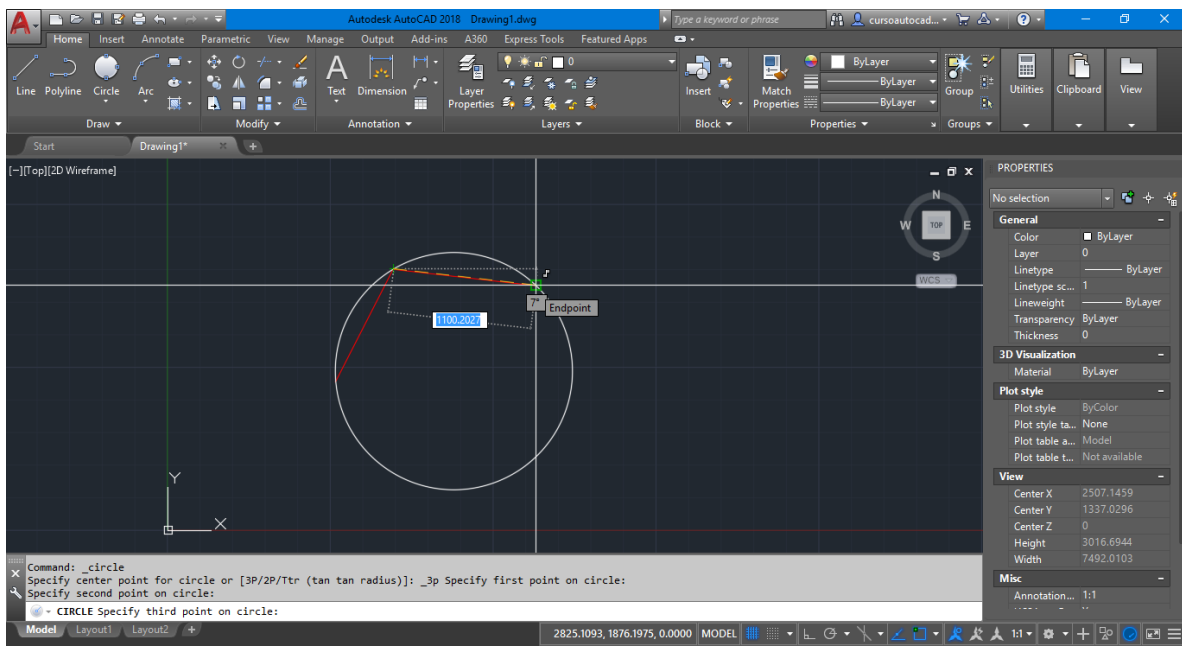 Autodesk AutoCAD 2018 Drawing1.dwg
Type a keyword or phrase
cursoautocad...
Home Insert Annotate Parametric View Manage Output Add-ins A360 Express Tools Featured Apps
0
ByLayer
ByLayer
ByLayer
Line Polyline Circle Arc
Text Dimension
Layer Properties
Insert
Match Properties
Group
Utilities Clipboard View
Draw Modify Annotation Layers Block Properties Groups
Start Drawing1* +
[−][Top][2D Wireframe]
N
W TOP E
S
WCS
7°
Endpoint
1100.2027
Y
X
PROPERTIES
No selection
General
Color ByLayer
Layer 0
Linetype ByLayer
Linetype sc... 1
Lineweight ByLayer
Transparency ByLayer
Thickness 0
3D Visualization
Material ByLayer
Plot style
Plot style ByColor
Plot style ta... None
Plot table a... Model
Plot table t... Not available
View
Center X 2507.1459
Center Y 1337.0296
Center Z 0
Height 3016.6944
Width 7492.0103
Misc
Annotation... 1:1
Command: _circle
Specify center point for circle or [3P/2P/Ttr (tan tan radius)]: _3p Specify first point on circle:
Specify second point on circle:
CIRCLE Specify third point on circle:
Model Layout1 Layout2 +
2825.1093, 1876.1975, 0.0000 MODEL 1:1